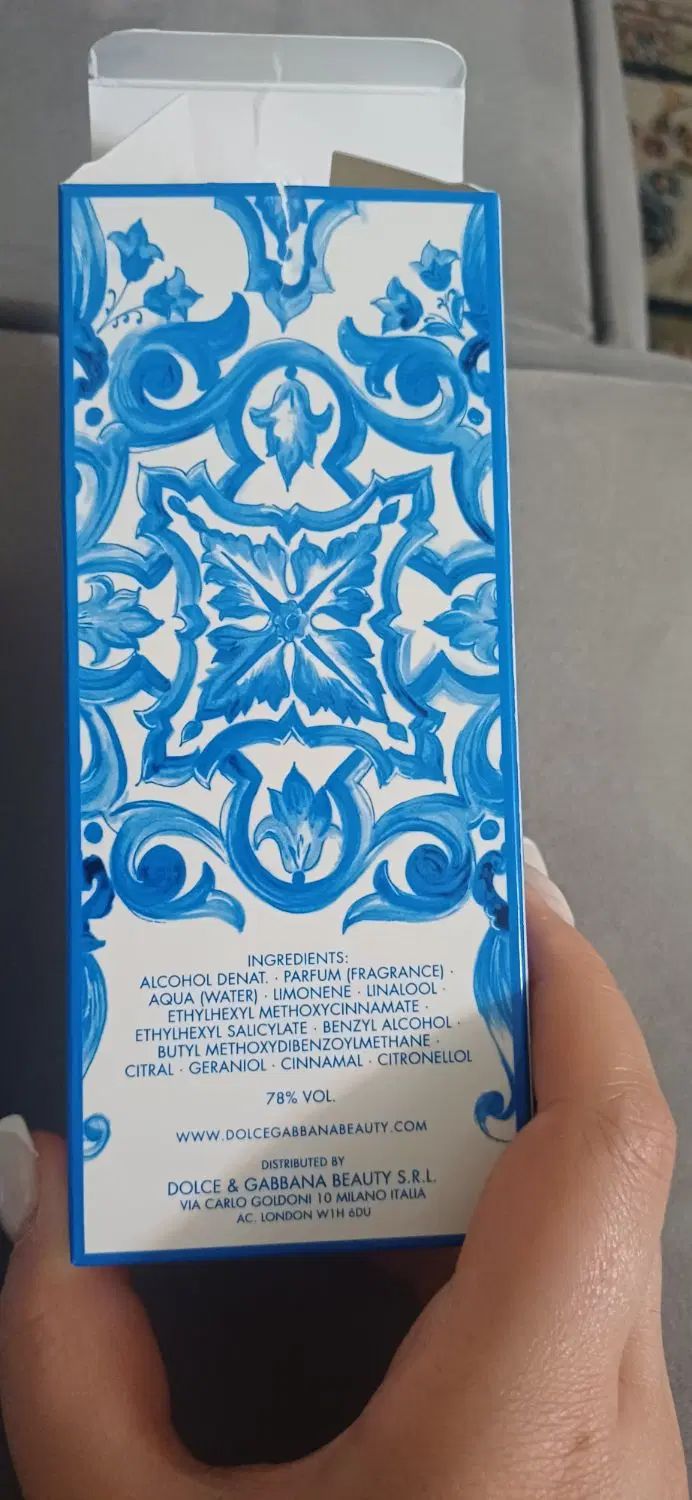 INGREDIENTS:
ALCOHOL DENAT. · PARFUM (FRAGRANCE) ·
AQUA (WATER) · LIMONENE · LINALOOL ·
ETHYLHEXYL METHOXYCINNAMATE ·
ETHYLHEXYL SALICYLATE · BENZYL ALCOHOL ·
BUTYL METHOXYDIBENZOYLMETHANE ·
CITRAL · GERANIOL · CINNAMAL · CITRONELLOL
78% VOL.
WWW.DOLCEGABBANABEAUTY.COM
DISTRIBUTED BY
DOLCE & GABBANA BEAUTY S.R.L.
VIA CARLO GOLDONI 10 MILANO ITALIA
AC. LONDON W1H 6DU